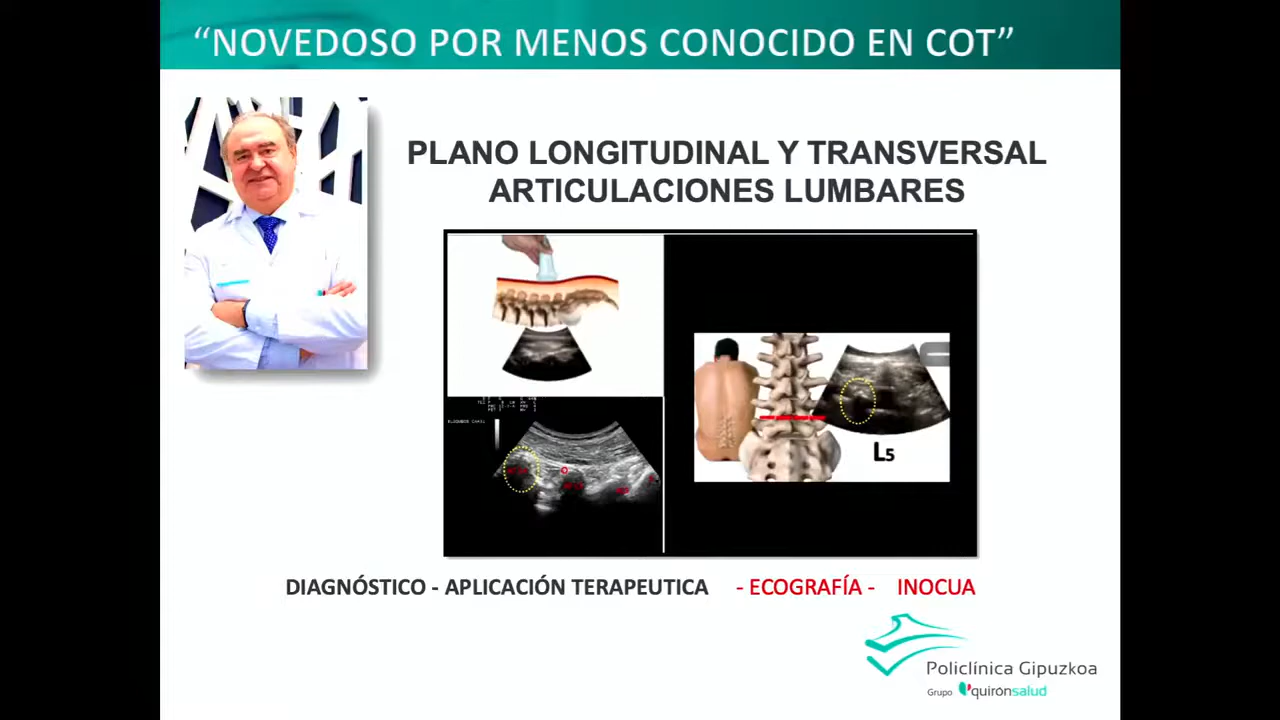 “NOVEDOSO POR MENOS CONOCIDO EN COT”
PLANO LONGITUDINAL Y TRANSVERSAL
ARTICULACIONES LUMBARES
L5
DIAGNÓSTICO - APLICACIÓN TERAPEUTICA - ECOGRAFÍA - INOCUA
Policlínica Gipuzkoa
Grupo quirónsalud